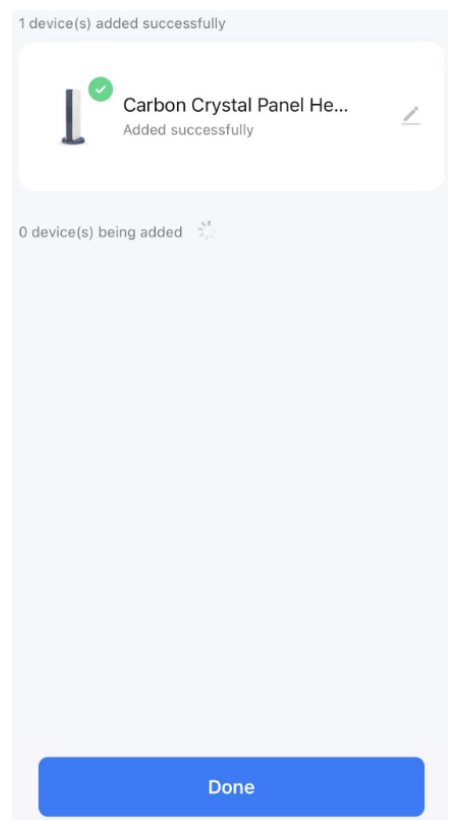 1 device(s) added successfully
Carbon Crystal Panel He...
Added successfully
0 device(s) being added
Done